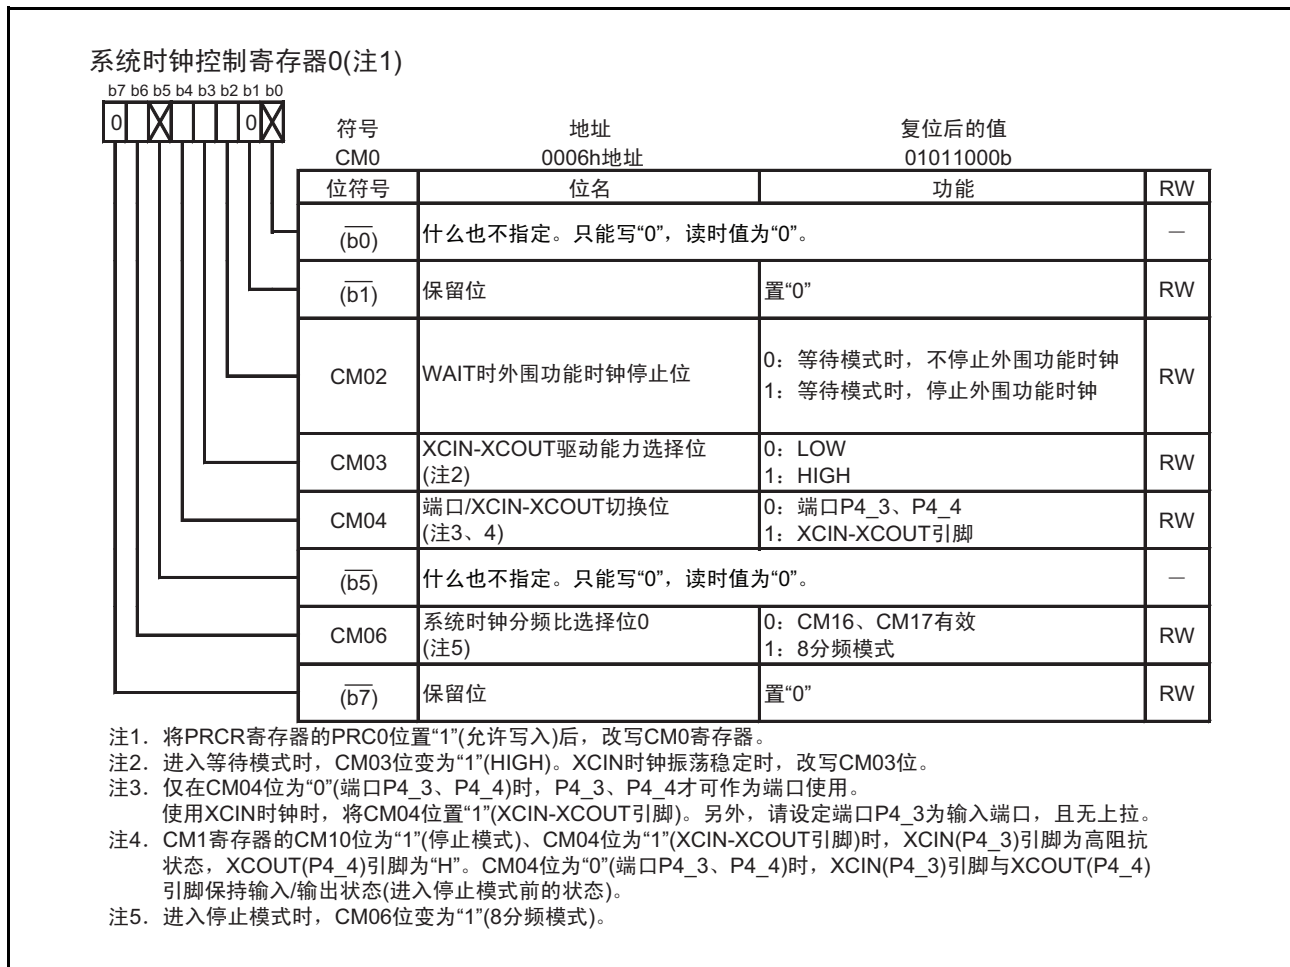 系统时钟控制寄存器0(注1)
b7 b6 b5 b4 b3 b2 b1 b0
0 0
符号 地址 复位后的值
CM0 0006h地址 01011000b
位符号 位名 功能 RW
(b0) 什么也不指定。只能写“0”，读时值为“0”。 —
(b1) 保留位 置“0” RW
CM02 WAIT时外围功能时钟停止位 0：等待模式时，不停止外围功能时钟 RW
1：等待模式时，停止外围功能时钟
CM03 XCIN-XCOUT驱动能力选择位 0：LOW RW
(注2) 1：HIGH
CM04 端口/XCIN-XCOUT切换位 0：端口P4_3、P4_4 RW
(注3、4) 1：XCIN-XCOUT引脚
(b5) 什么也不指定。只能写“0”，读时值为“0”。 —
CM06 系统时钟分频比选择位0 0：CM16、CM17有效 RW
(注5) 1：8分频模式
(b7) 保留位 置“0” RW
注1．将PRCR寄存器的PRC0位置“1”(允许写入)后，改写CM0寄存器。
注2．进入等待模式时，CM03位变为“1”(HIGH)。XCIN时钟振荡稳定时，改写CM03位。
注3．仅在CM04位为“0”(端口P4_3、P4_4)时，P4_3、P4_4才可作为端口使用。
使用XCIN时钟时，将CM04位置“1”(XCIN-XCOUT引脚)。另外，请设定端口P4_3为输入端口，且无上拉。
注4．CM1寄存器的CM10位为“1”(停止模式)、CM04位为“1”(XCIN-XCOUT引脚)时，XCIN(P4_3)引脚为高阻抗
状态，XCOUT(P4_4)引脚为“H”。CM04位为“0”(端口P4_3、P4_4)时，XCIN(P4_3)引脚与XCOUT(P4_4)
引脚保持输入/输出状态(进入停止模式前的状态)。
注5．进入停止模式时，CM06位变为“1”(8分频模式)。